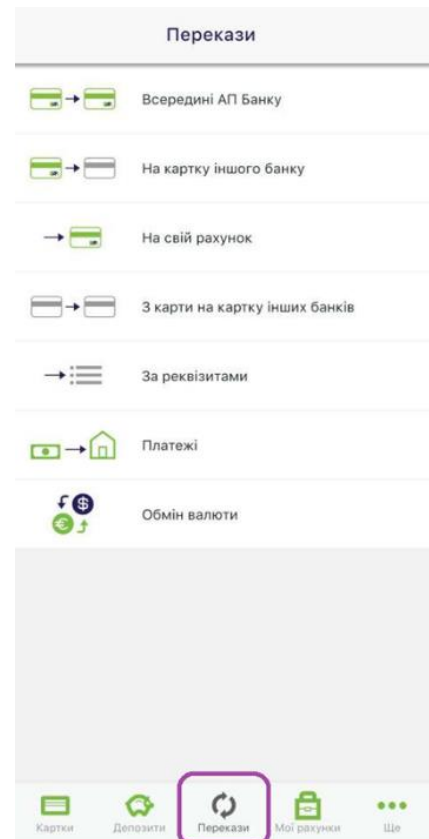 Перекази
Всередині АП Банку
На картку іншого банку
На свій рахунок
З карти на картку інших банків
За реквізитами
Платежі
Обмін валюти
Картки Депозити Перекази Мої рахунки Ще